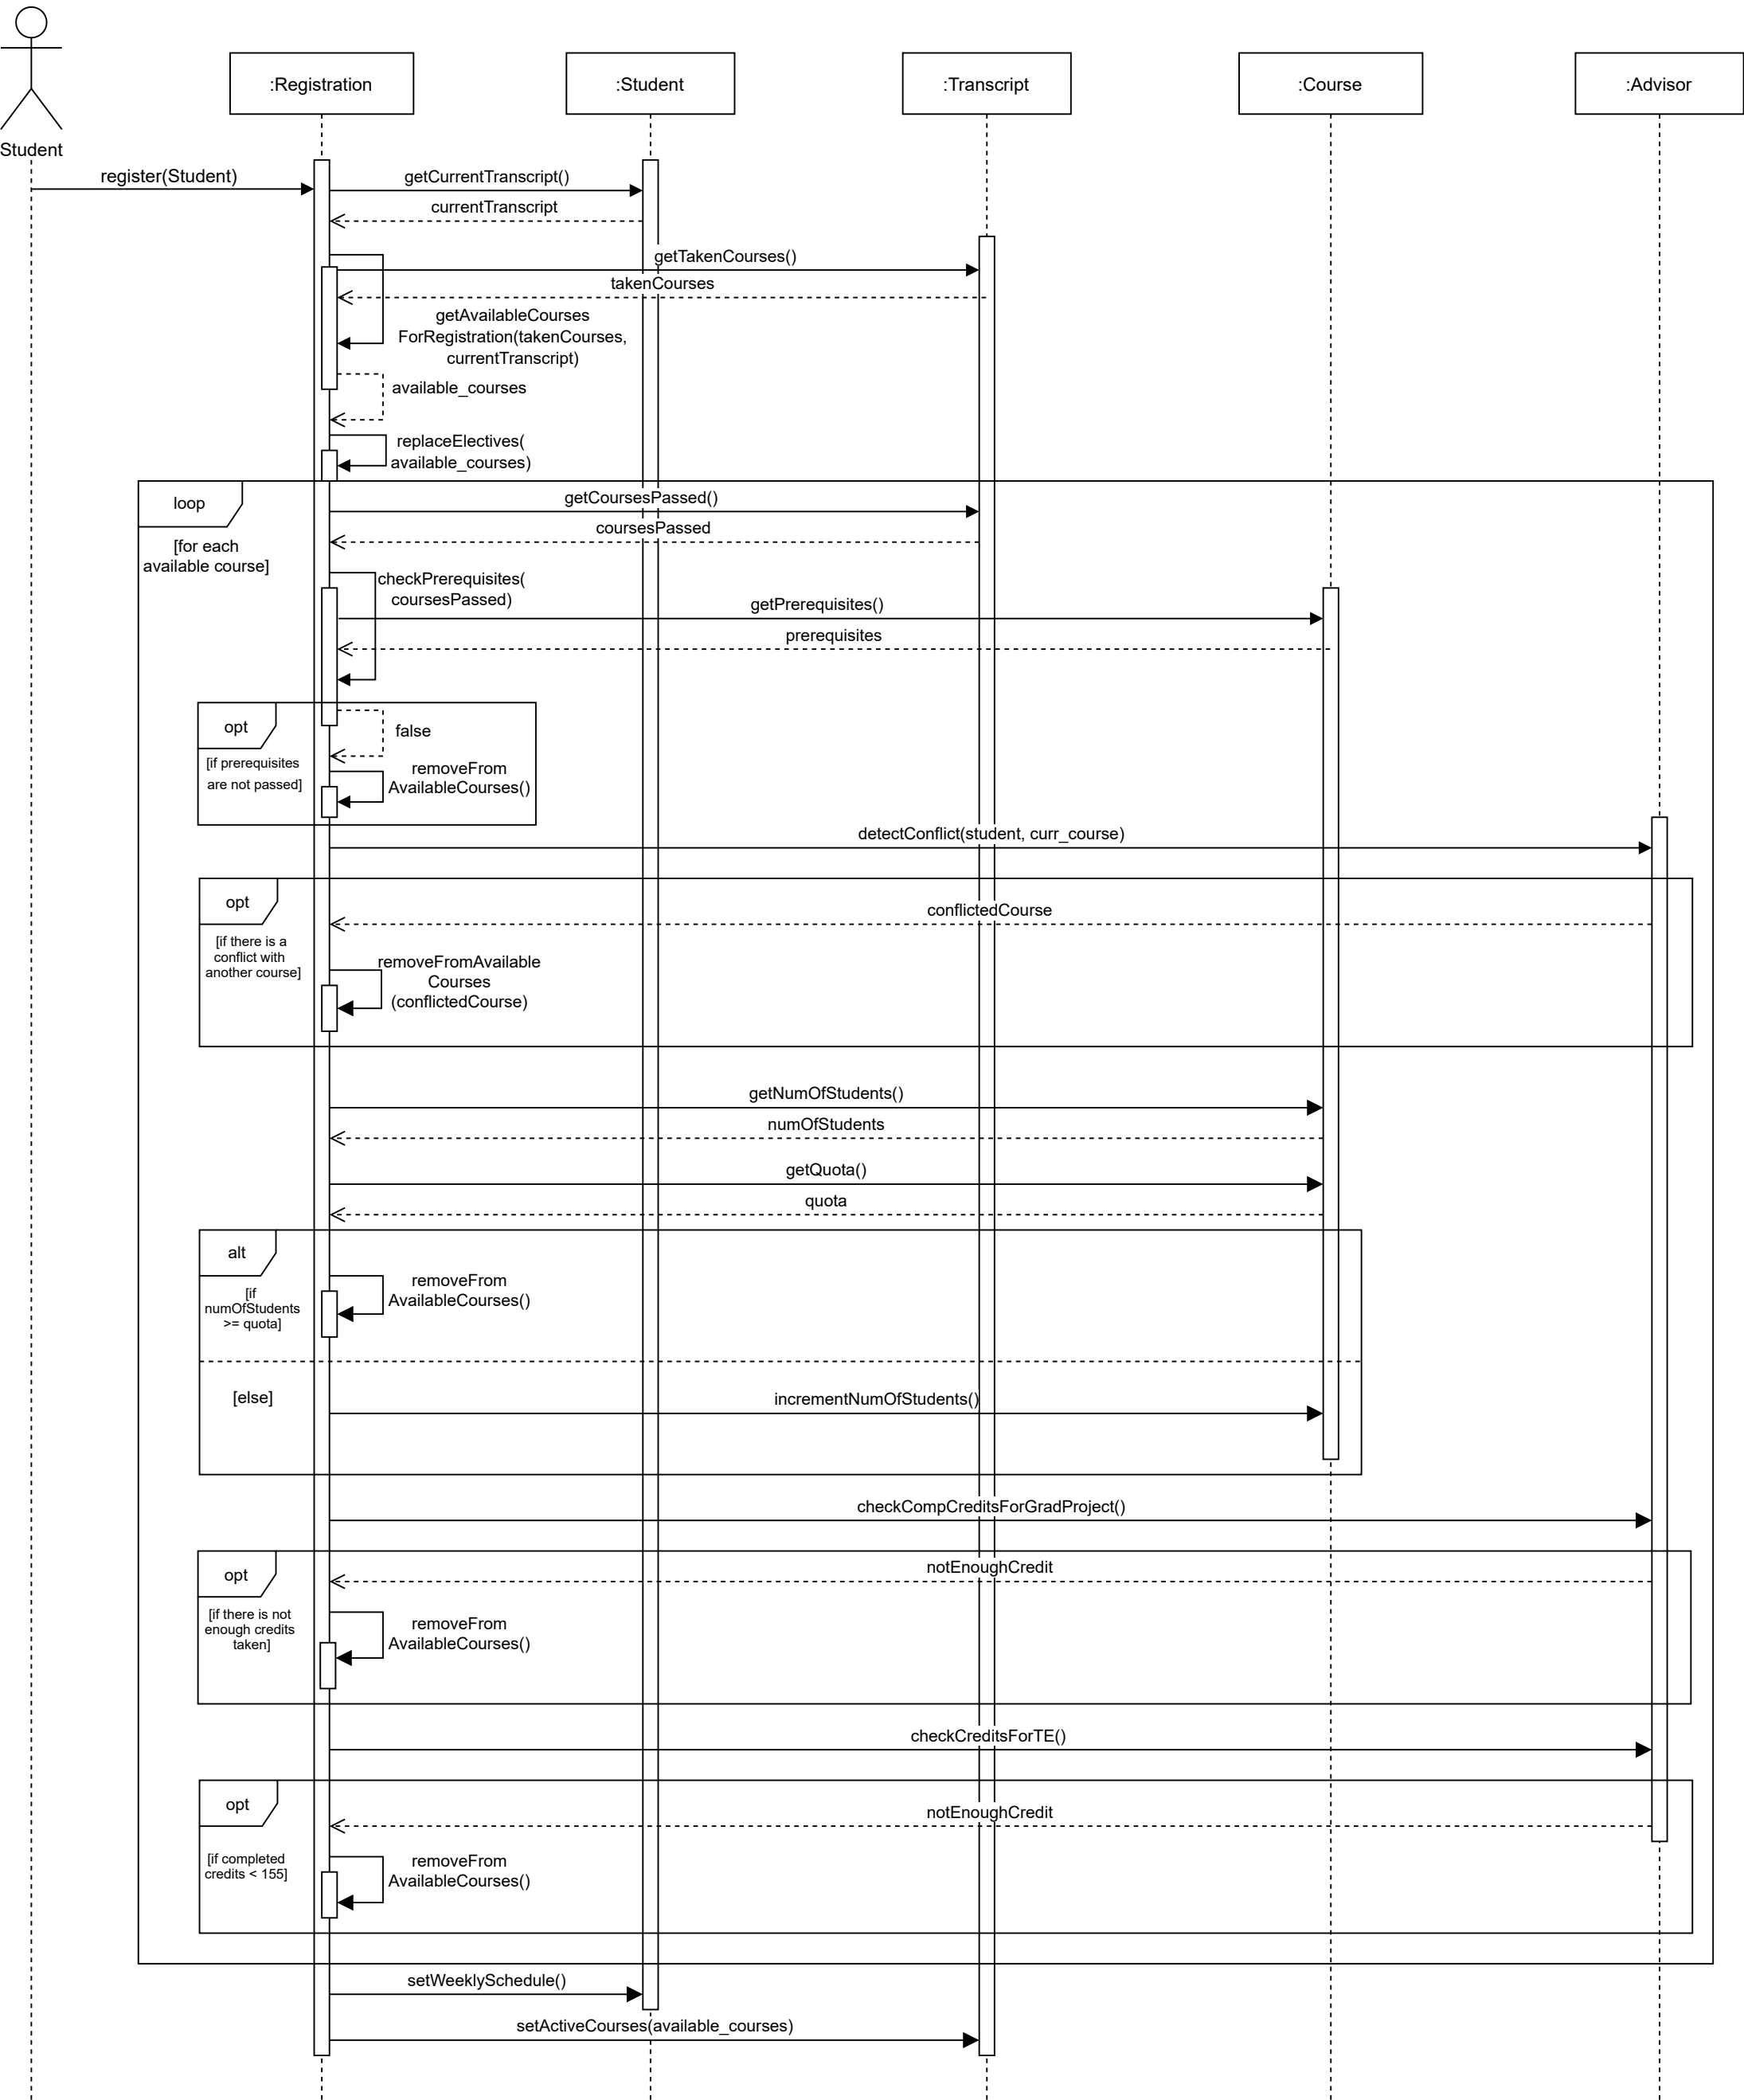 Student
:Registration
:Student
:Transcript
:Course
:Advisor
register(Student)
getCurrentTranscript()
currentTranscript
getTakenCourses()
takenCourses
getAvailableCourses
ForRegistration(takenCourses,
currentTranscript)
available_courses
replaceElectives(
available_courses)
loop
[for each
available course]
getCoursesPassed()
coursesPassed
checkPrerequisites(
coursesPassed)
getPrerequisites()
prerequisites
opt
[if prerequisites
are not passed]
false
removeFrom
AvailableCourses()
detectConflict(student, curr_course)
opt
[if there is a
conflict with
another course]
conflictedCourse
removeFromAvailable
Courses
(conflictedCourse)
getNumOfStudents()
numOfStudents
getQuota()
quota
alt
[if
numOfStudents
>= quota]
removeFrom
AvailableCourses()
[else]
incrementNumOfStudents()
checkCompCreditsForGradProject()
opt
[if there is not
enough credits
taken]
notEnoughCredit
removeFrom
AvailableCourses()
checkCreditsForTE()
opt
[if completed
credits < 155]
notEnoughCredit
removeFrom
AvailableCourses()
setWeeklySchedule()
setActiveCourses(available_courses)